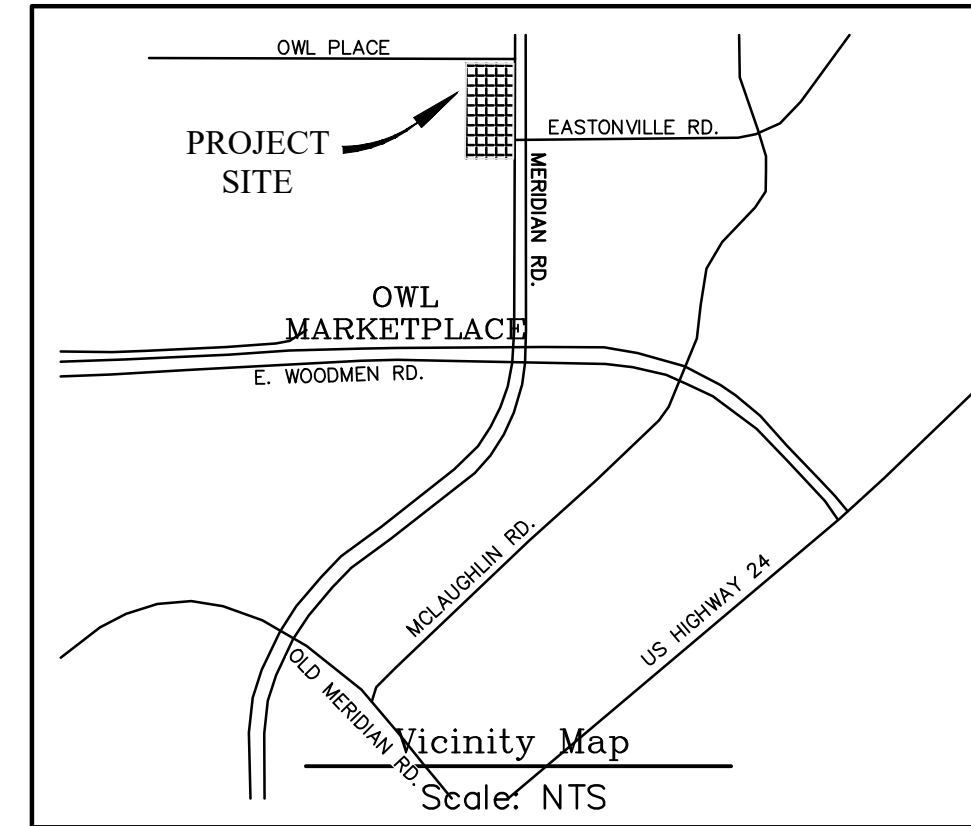 OWL PLACE
PROJECT
SITE
EASTONVILLE RD.
MERIDIAN RD.
OWL
MARKETPLACE
E. WOODMEN RD.
MCLAUGHLIN RD.
US HIGHWAY 24
OLD MERIDIAN RD.
Vicinity Map
Scale: NTS